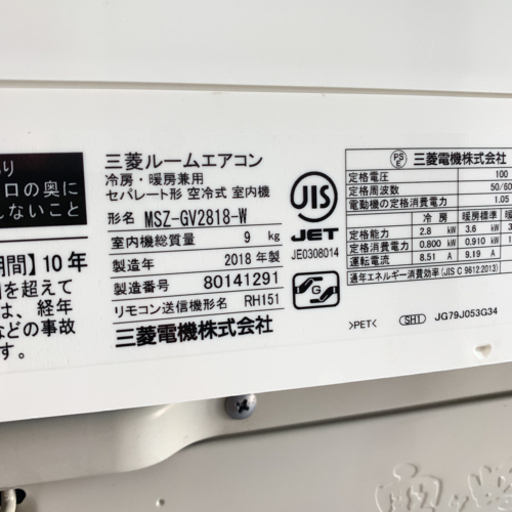 り
口の奥に
しないこと
期間】10年
を超えて
は、経年
などの事故
三菱ルームエアコン
冷房・暖房兼用
セパレート形 空冷式 室内機
形名 MSZ-GV2818-W
室内機総質量 9 kg
製造年 2018 年
製造番号 80141291
リモコン送信機形名 RH151
三菱電機株式会社
JIS
JET
JE0308014
G
PSE 三菱電機株式会社
定格電圧 100
定格周波数 50/60
電動機の定格消費電力 1.05
冷房 暖房標準
定格能力 2.8 3.6 3
定格消費電力 0.800 0.910 1
運転電流 8.51 A 9.19 A
通年エネルギー消費効率(JIS C 9612:2013)
>PET< SH1 JG79J053G34